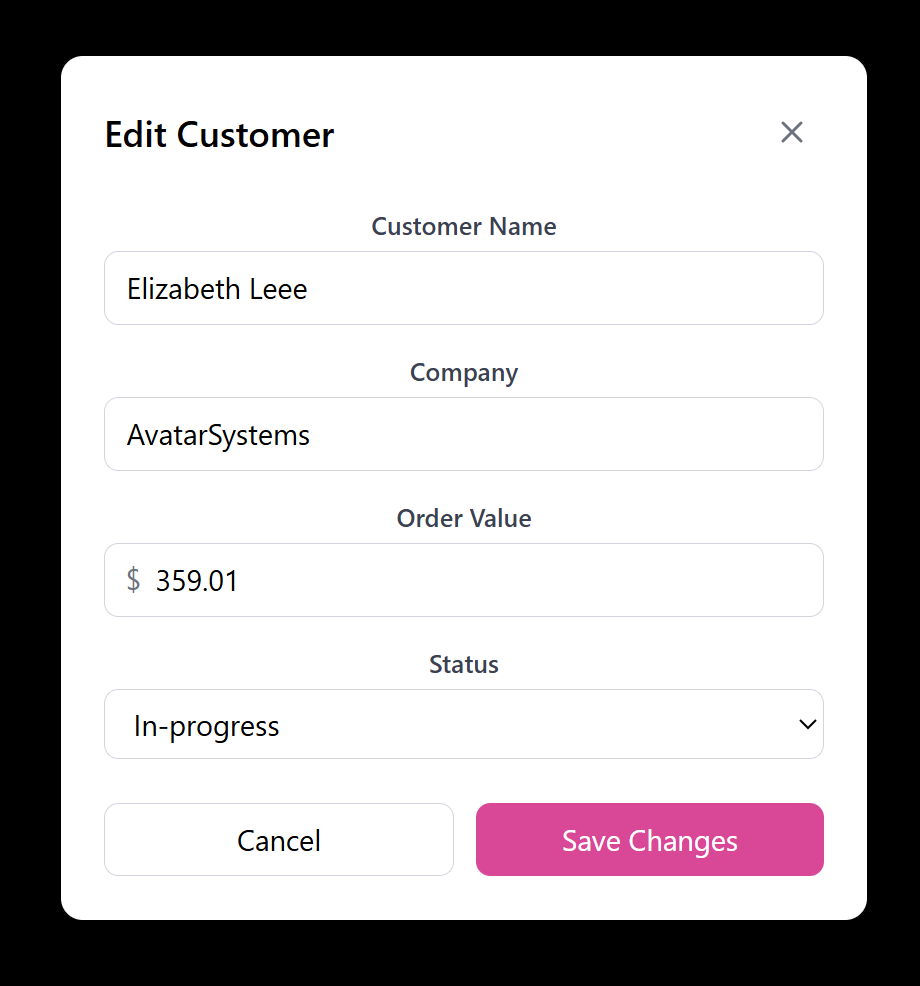 Edit Customer
Customer Name
Elizabeth Leee
Company
AvatarSystems
Order Value
$ 359.01
Status
In-progress
Cancel
Save Changes